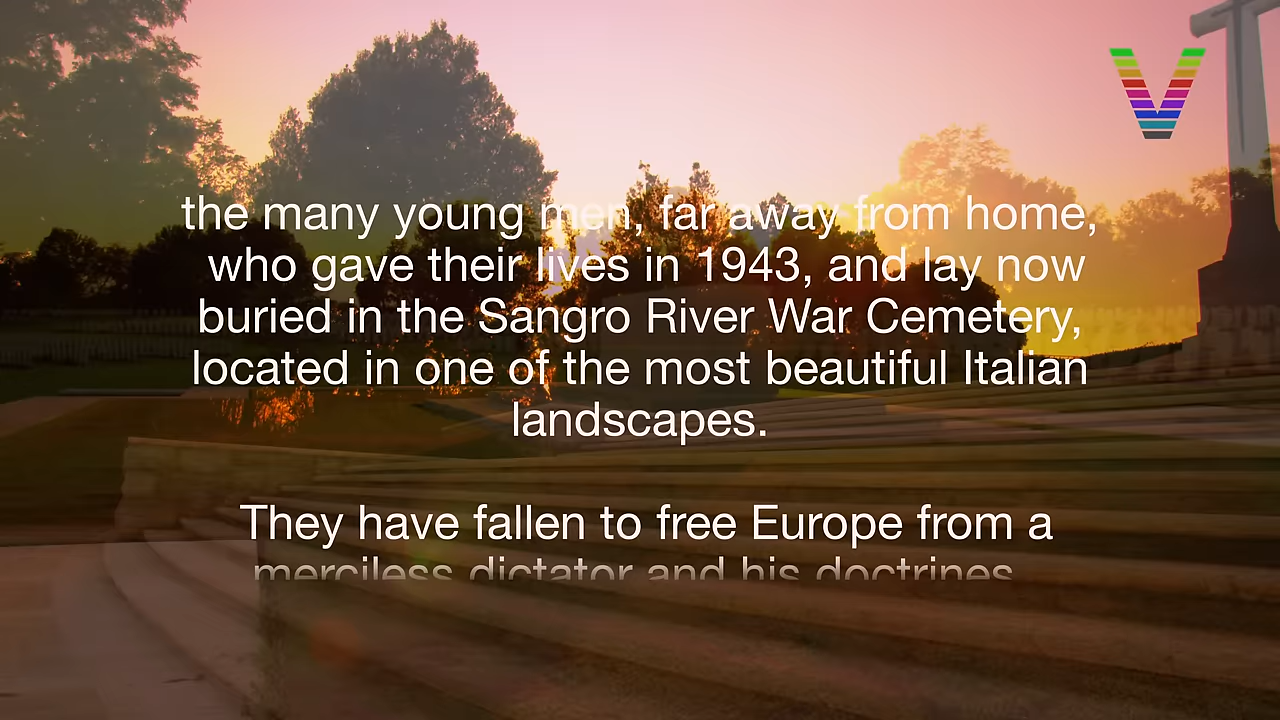 the many young men, far away from home,
who gave their lives in 1943, and lay now
buried in the Sangro River War Cemetery,
located in one of the most beautiful Italian
landscapes.
They have fallen to free Europe from a
merciless dictator and his doctrines
V